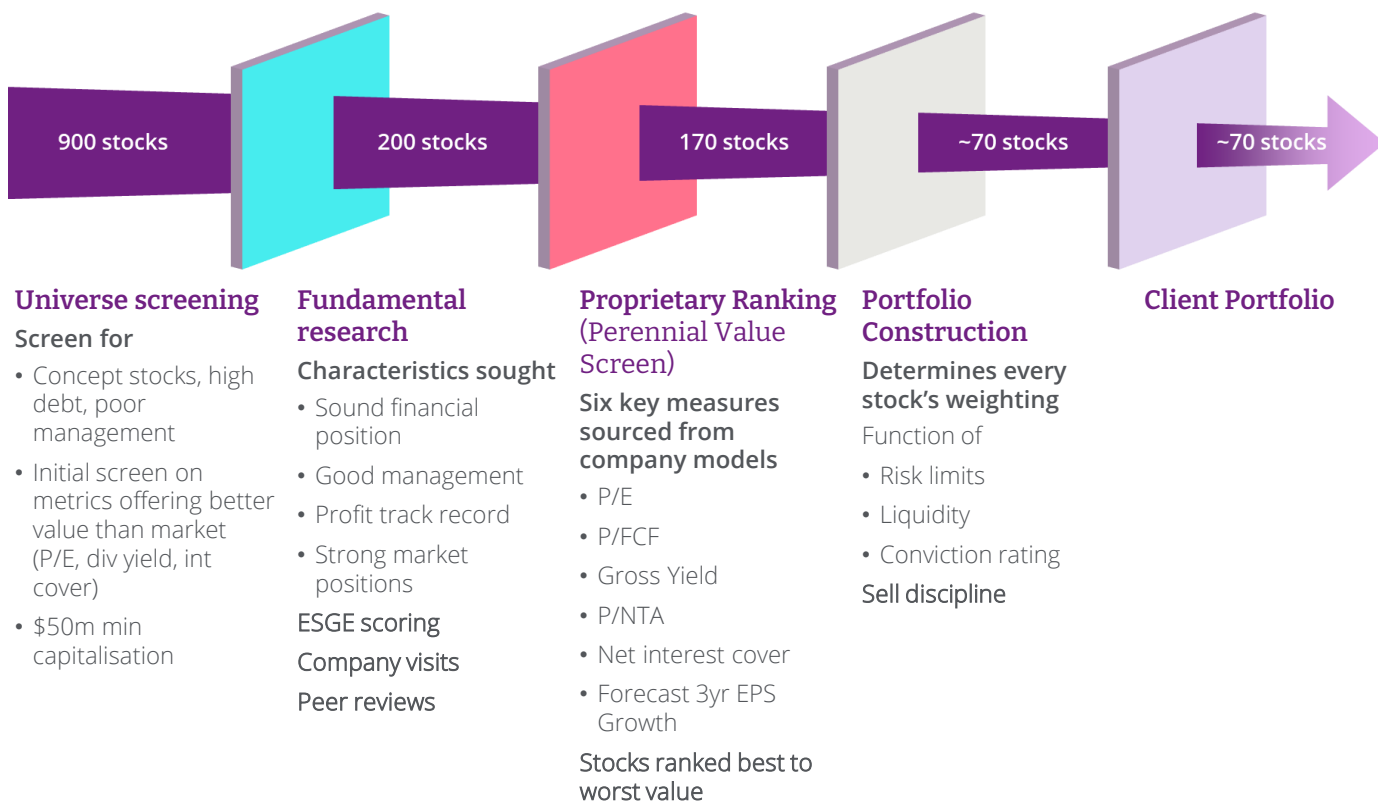 900 stocks
200 stocks
170 stocks
~70 stocks
~70 stocks
Universe screening
Screen for
• Concept stocks, high
debt, poor
management
• Initial screen on
metrics offering better
value than market
(P/E, div yield, int
cover)
• $50m min
capitalisation
Fundamental
research
Characteristics sought
• Sound financial
position
• Good management
• Profit track record
• Strong market
positions
ESGE scoring
Company visits
Peer reviews
Proprietary Ranking
(Perennial Value
Screen)
Six key measures
sourced from
company models
• P/E
• P/FCF
• Gross Yield
• P/NTA
• Net interest cover
• Forecast 3yr EPS
Growth
Stocks ranked best to
worst value
Portfolio
Construction
Determines every
stock’s weighting
Function of
• Risk limits
• Liquidity
• Conviction rating
Sell discipline
Client Portfolio